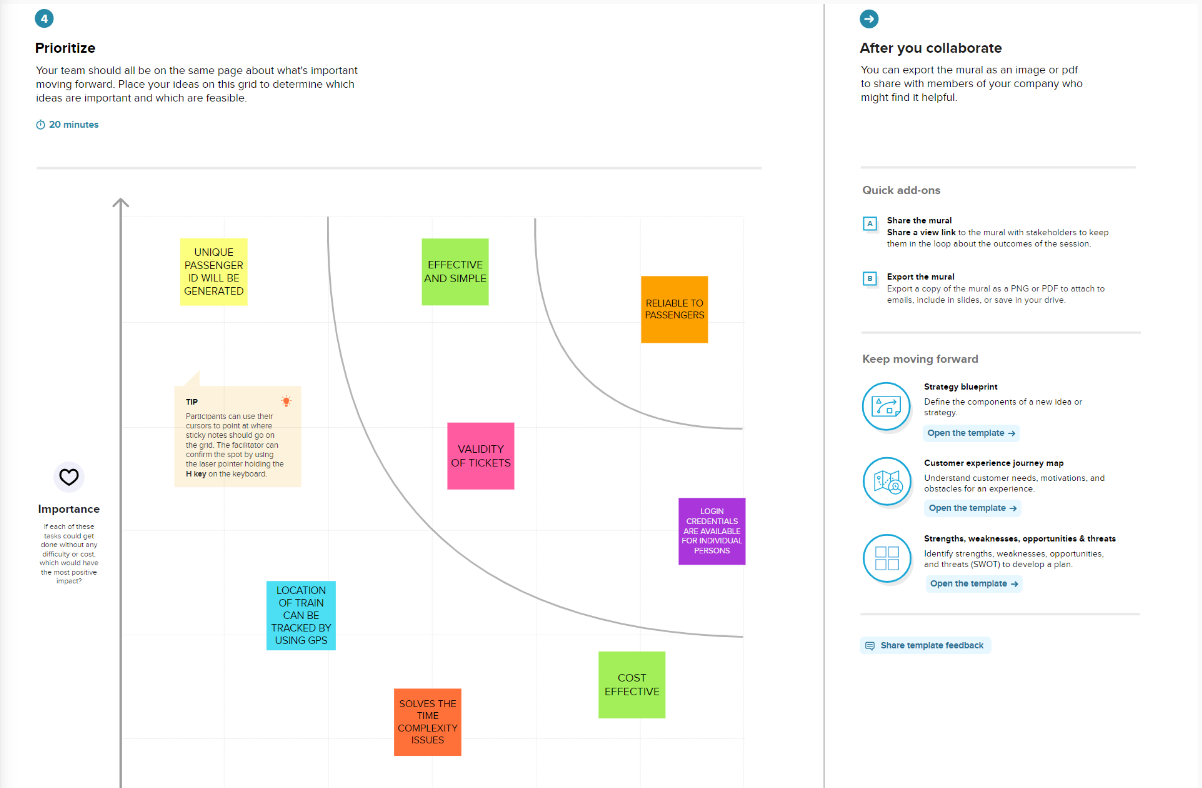 4
Prioritize
Your team should all be on the same page about what's important
moving forward. Place your ideas on this grid to determine which
ideas are important and which are feasible.
20 minutes
UNIQUE
PASSENGER
ID WILL BE
GENERATED
EFFECTIVE
AND SIMPLE
RELIABLE TO
PASSENGERS
TIP
Participants can use their
cursors to point at where
sticky notes should go on
the grid. The facilitator can
confirm the spot by using
the laser pointer holding the
H key on the keyboard.
VALIDITY
OF TICKETS
Importance
If each of these
tasks could get
done without any
difficulty or cost,
which would have
the most positive
impact?
LOGIN
CREDENTIALS
ARE AVAILABLE
FOR INDIVIDUAL
PERSONS
LOCATION
OF TRAIN
CAN BE
TRACKED BY
USING GPS
COST
EFFECTIVE
SOLVES THE
TIME
COMPLEXITY
ISSUES
After you collaborate
You can export the mural as an image or pdf
to share with members of your company who
might find it helpful.
Quick add-ons
A
Share the mural
Share a view link to the mural with stakeholders to keep
them in the loop about the outcomes of the session.
B
Export the mural
Export a copy of the mural as a PNG or PDF to attach to
emails, include in slides, or save in your drive.
Keep moving forward
Strategy blueprint
Define the components of a new idea or
strategy.
Open the template →
Customer experience journey map
Understand customer needs, motivations, and
obstacles for an experience.
Open the template →
Strengths, weaknesses, opportunities & threats
Identify strengths, weaknesses, opportunities,
and threats (SWOT) to develop a plan.
Open the template →
Share template feedback